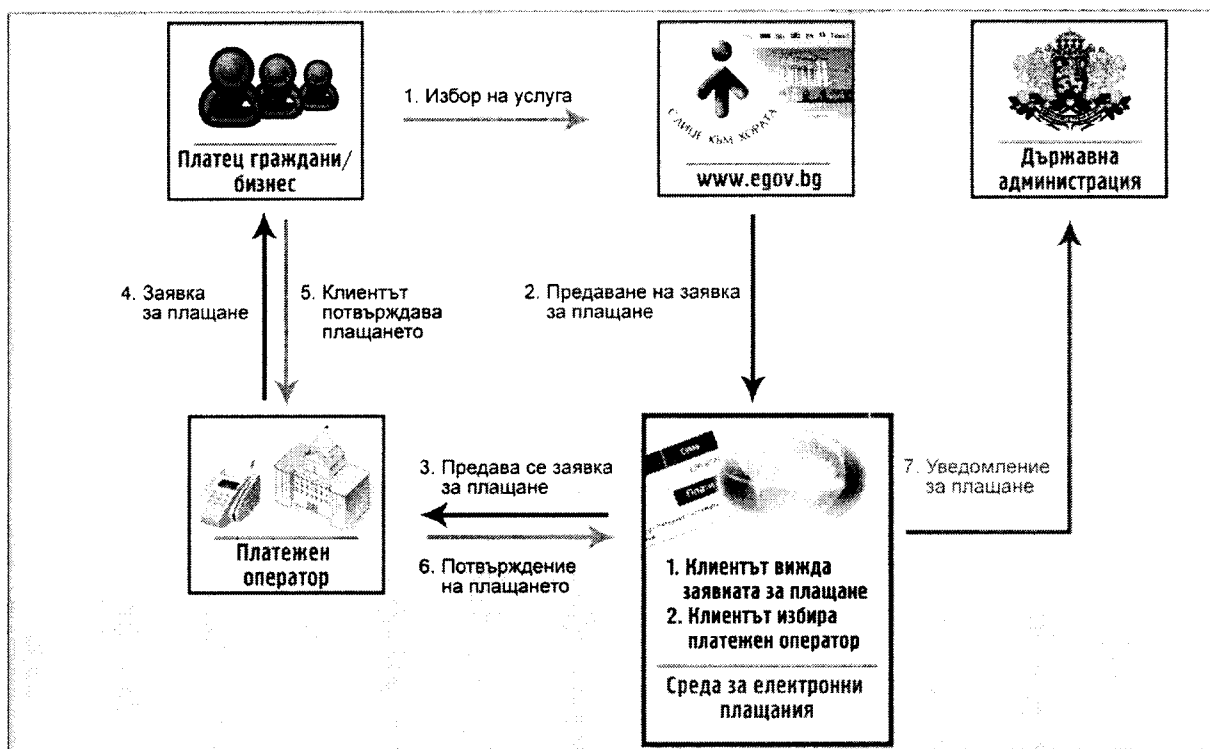 1. Избор на услуга
С ЛИЦЕ КЪМ ХОРАТА
Платец граждани/
бизнес
www.egov.bg
Държавна
администрация
4. Заявка
за плащане
5. Клиентът
потвърждава
плащането
2. Предаване на заявка
за плащане
3. Предава се заявка
за плащане
7. Уведомление
за плащане
Платежен
оператор
6. Потвърждение
на плащането
1. Клиентът вижда
заявката за плащане
2. Клиентът избира
платежен оператор
Среда за електронни
плащания